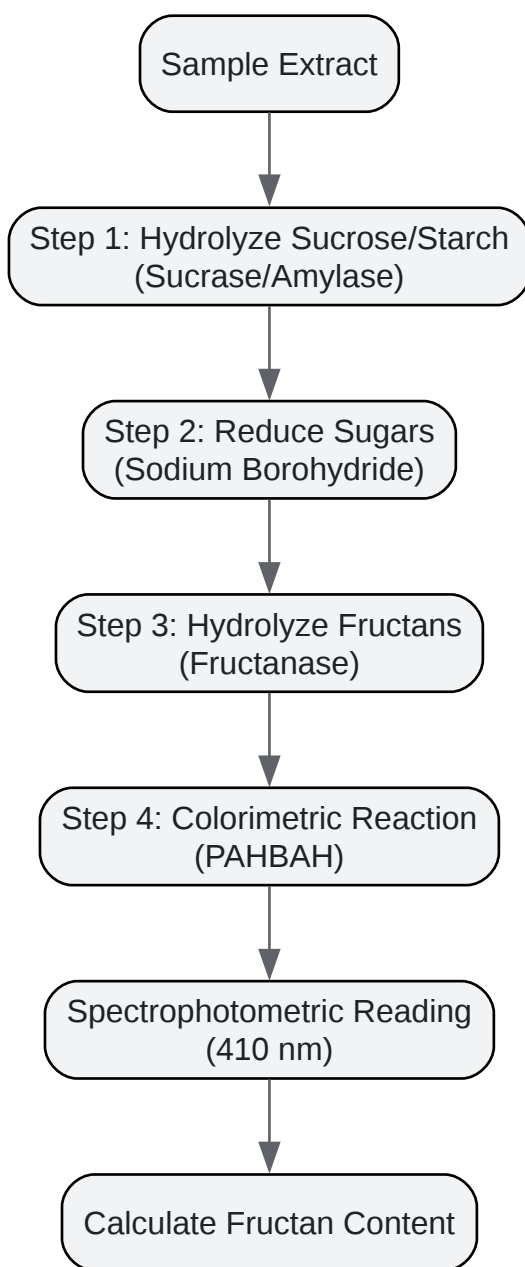 Sample Extract
Step 1: Hydrolyze Sucrose/Starch
(Sucrase/Amylase)
Step 2: Reduce Sugars
(Sodium Borohydride)
Step 3: Hydrolyze Fructans
(Fructanase)
Step 4: Colorimetric Reaction
(PAHBAH)
Spectrophotometric Reading
(410 nm)
Calculate Fructan Content